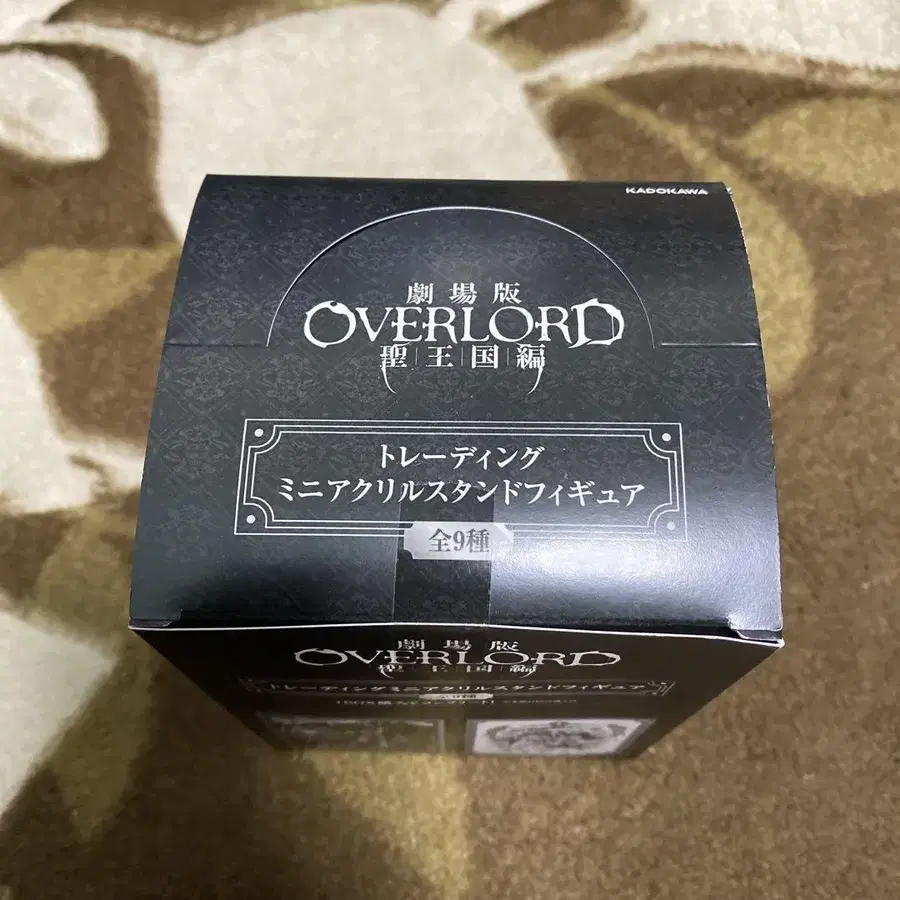 KADOKAWA
劇場版
OVERLORD
聖王国編
トレーディング
ミニアクリルスタンドフィギュア
全9種
劇場版
OVERLORD
聖王国編
トレーディングミニアクリルスタンドフィギュア
全9種